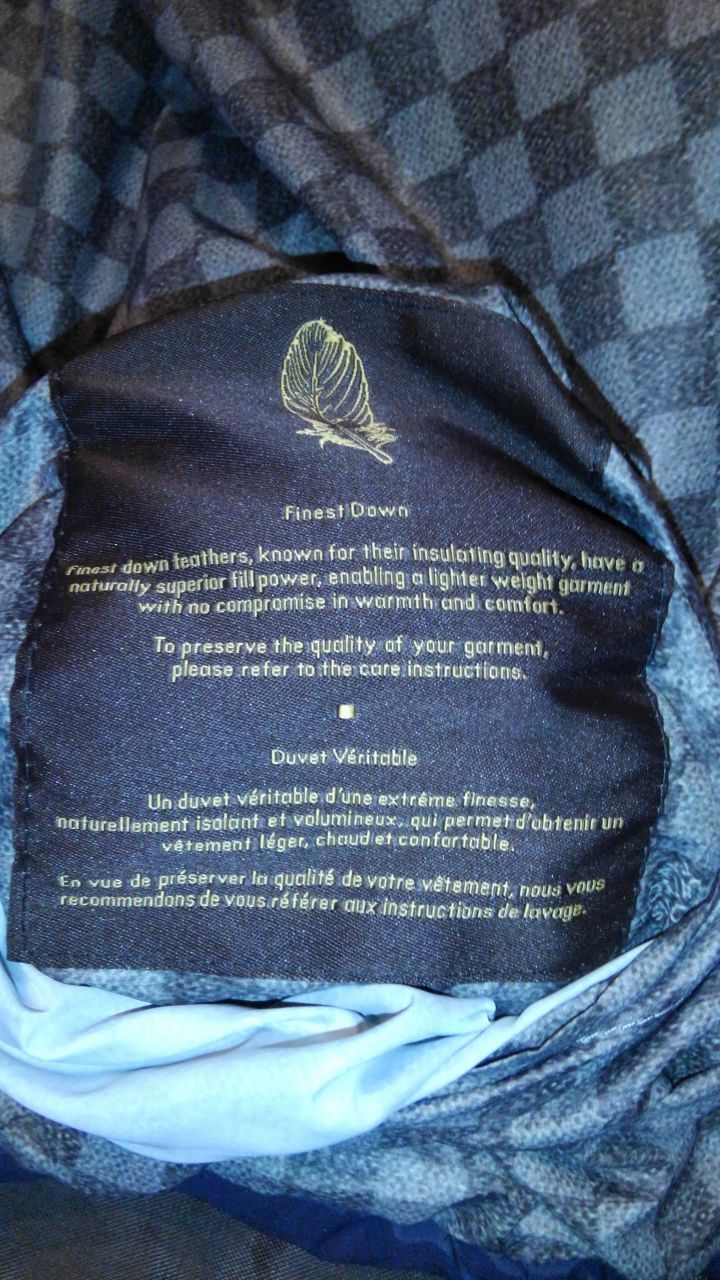 Finest Down
Finest down feathers, known for their insulating quality, have a
naturally superior fill power, enabling a lighter weight garment
with no compromise in warmth and comfort.
To preserve the quality of your garment,
please refer to the care instructions.
Duvet Véritable
Un duvet véritable d'une extrême finesse,
naturellement isolant et volumineux, qui permet d'obtenir un
vêtement léger, chaud et confortable.
En vue de préserver la qualité de votre vêtement, nous vous
recommendons de vous référer aux instructions de lavage.